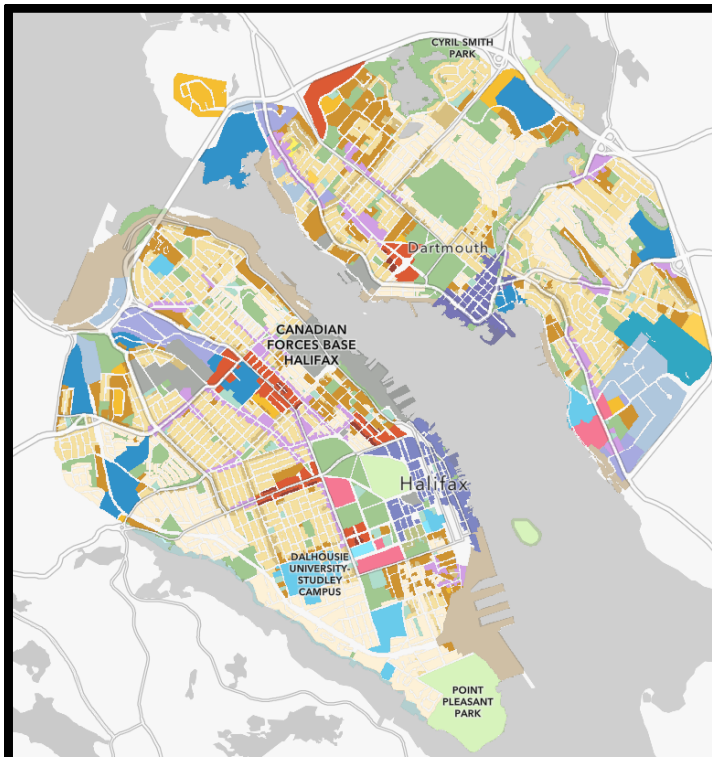 CYRIL SMITH
PARK
Dartmouth
CANADIAN
FORCES BASE
HALIFAX
Halifax
DALHOUSIE
UNIVERSITY-
STUDLEY
CAMPUS
POINT
PLEASANT
PARK